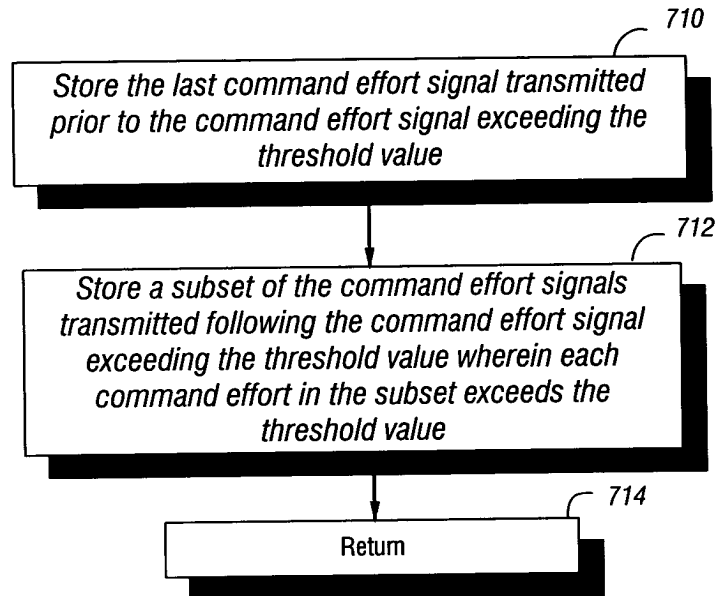 710
Store the last command effort signal transmitted
prior to the command effort signal exceeding the
threshold value
712
Store a subset of the command effort signals
transmitted following the command effort signal
exceeding the threshold value wherein each
command effort in the subset exceeds the
threshold value
714
Return